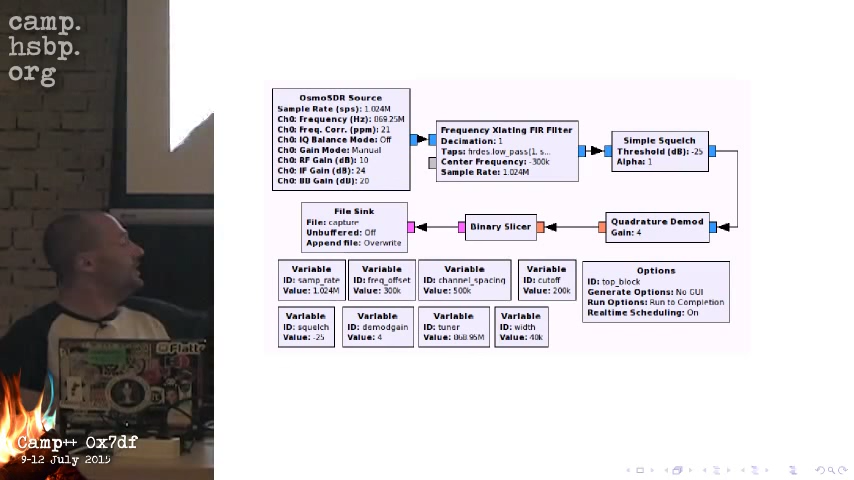 camp.
hsbp.
org
OsmoSDR Source
Sample Rate (sps): 1.024M
Ch0: Frequency (Hz): 869.25M
Ch0: Freq. Corr. (ppm): 21
Ch0: IQ Balance Mode: Off
Ch0: Gain Mode: Manual
Ch0: RF Gain (dB): 10
Ch0: IF Gain (dB): 24
Ch0: BB Gain (dB): 20
Frequency Xlating FIR Filter
Decimation: 1
Taps: firdes.low_pass(1, s...
Center Frequency: -300k
Sample Rate: 1.024M
Simple Squelch
Threshold (dB): -25
Alpha: 1
File Sink
File: capture
Unbuffered: Off
Append file: Overwrite
Binary Slicer
Quadrature Demod
Gain: 4
Variable
ID: samp_rate
Value: 1.024M
Variable
ID: freq_offset
Value: 300k
Variable
ID: channel_spacing
Value: 500k
Variable
ID: cutoff
Value: 200k
Options
ID: top_block
Generate Options: No GUI
Run Options: Run to Completion
Realtime Scheduling: On
Variable
ID: squelch
Value: -25
Variable
ID: demodgain
Value: 4
Variable
ID: tuner
Value: 868.95M
Variable
ID: width
Value: 40k
Flattr
Camp++ 0x7df
9-12 July 2015